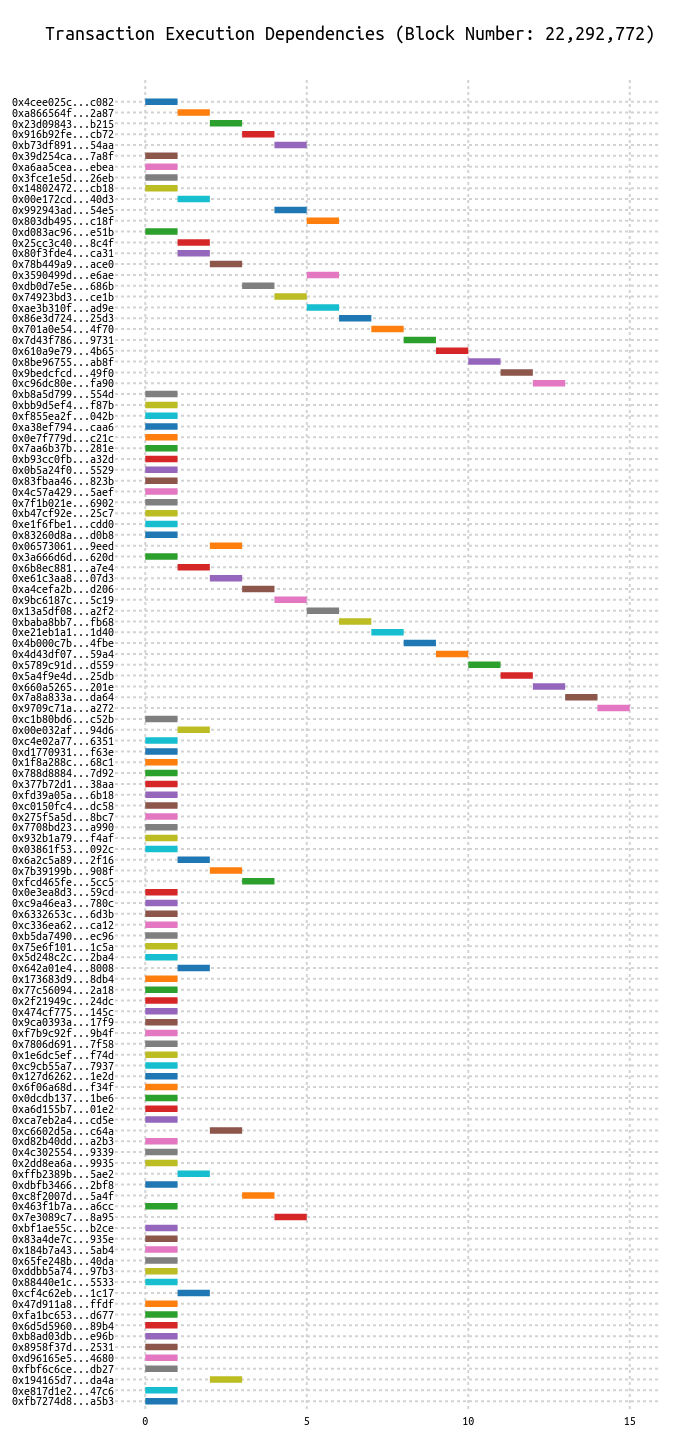 Transaction Execution Dependencies (Block Number: 22,292,772)
0x4cee025c...c082
0xa866564f...2a87
0x23d09843...b215
0x916b92fe...cb72
0xb73df891...54aa
0x39d254ca...7a8f
0xa6aa5cea...ebea
0x3fce1e5d...26eb
0x14802472...cb18
0x00e172cd...40d3
0x992943ad...54e5
0x803db495...c18f
0xd083ac96...e51b
0x25cc3c40...8c4f
0x80f3fde4...ca31
0x78b449a9...ace0
0x3590499d...e6ae
0xdb0d7e5e...686b
0x74923bd3...ce1b
0xae3b310f...ad9e
0x86e3d724...25d3
0x701a0e54...4f70
0x7d43f786...9731
0x610a9e79...4b65
0x8be96755...ab8f
0x9bedcfcd...49f0
0xc96dc80e...fa90
0xb8a5d799...554d
0xbb9d5ef4...f87b
0xf855ea2f...042b
0xa38ef794...caa6
0x0e7f779d...c21c
0x7aa6b37b...281e
0xb93cc0fb...a32d
0x0b5a24f0...5529
0x83fbaa46...823b
0x4c57a429...5aef
0x7f1b021e...6902
0xb47cf92e...25c7
0xe1f6fbe1...cdd0
0x83260d8a...d0b8
0x06573061...9eed
0x3a666d6d...620d
0x6b8ec881...a7e4
0xe61c3aa8...07d3
0xa4cefa2b...d206
0x9bc6187c...5c19
0x13a5df08...a2f2
0xbaba8bb7...fb68
0xe21eb1a1...1d40
0x4b000c7b...4fbe
0x4d43df07...59a4
0x5789c91d...d559
0x5a4f9e4d...25db
0x660a5265...201e
0x7a8a833a...da64
0x9709c71a...a272
0xc1b80bd6...c52b
0x00e032af...94d6
0xc4e02a77...6351
0xd1770931...f63e
0x1f8a288c...68c1
0x788d8884...7d92
0x377b72d1...38aa
0xfd39a05a...6b18
0xc0150fc4...dc58
0x275f5a5d...8bc7
0x7708bd23...a990
0x932b1a79...f4af
0x03861f53...092c
0x6a2c5a89...2f16
0x7b39199b...908f
0xfcd465fe...5cc5
0x0e3ea8d3...59cd
0xc9a46ea3...780c
0x6332653c...6d3b
0xc336ea62...ca12
0xb5da7490...ec96
0x75e6f101...1c5a
0x5d248c2c...2ba4
0x642a01e4...8008
0x173683d9...8db4
0x77c56094...2a18
0x2f21949c...24dc
0x474cf775...145c
0x9ca0393a...17f9
0xf7b9c92f...9b4f
0x7806d691...7f58
0x1e6dc5ef...f74d
0xc9cb55a7...7937
0x127d6262...1e2d
0x6f06a68d...f34f
0x0dcdb137...1be6
0xa6d155b7...01e2
0xca7eb2a4...cd5e
0xc6602d5a...c64a
0xd82b40dd...a2b3
0x4c302554...9339
0x2dd8ea6a...9935
0xffb2389b...5ae2
0xdbfb3466...2bf8
0xc8f2007d...5a4f
0x463f1b7a...a6cc
0x7e3089c7...8a95
0xbf1ae55c...b2ce
0x83a4de7c...935e
0x184b7a43...5ab4
0x65fe248b...40da
0xddbb5a74...97b3
0x88440e1c...5533
0xcf4c62eb...1c17
0x47d911a8...ffdf
0xfa1bc653...d677
0x6d5d5960...89b4
0xb8ad03db...e96b
0x8958f37d...2531
0xd96165e5...4680
0xfbf6c6ce...db27
0x194165d7...da4a
0xe817d1e2...47c6
0xfb7274d8...a5b3
0 5 10 15